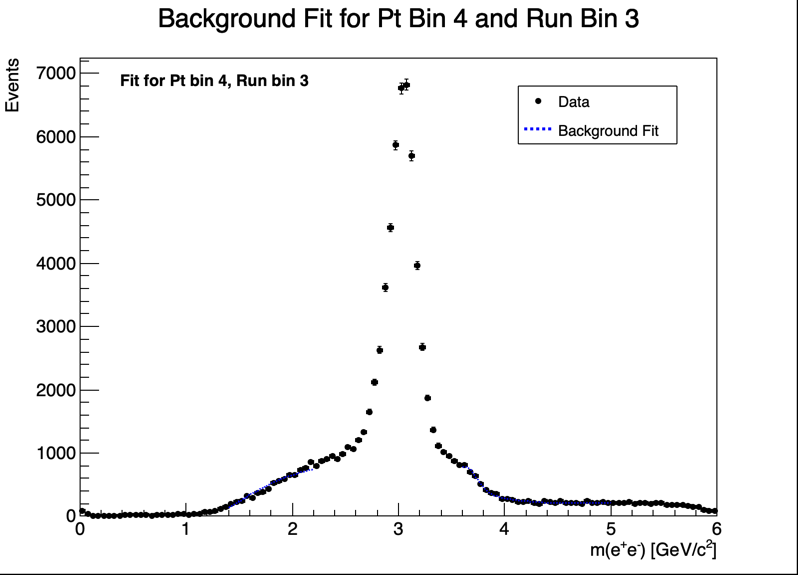 Background Fit for Pt Bin 4 and Run Bin 3
Events
7000
6000
5000
4000
3000
2000
1000
0
Fit for Pt bin 4, Run bin 3
Data
Background Fit
0 1 2 3 4 5 6
m(e⁺e⁻) [GeV/c²]